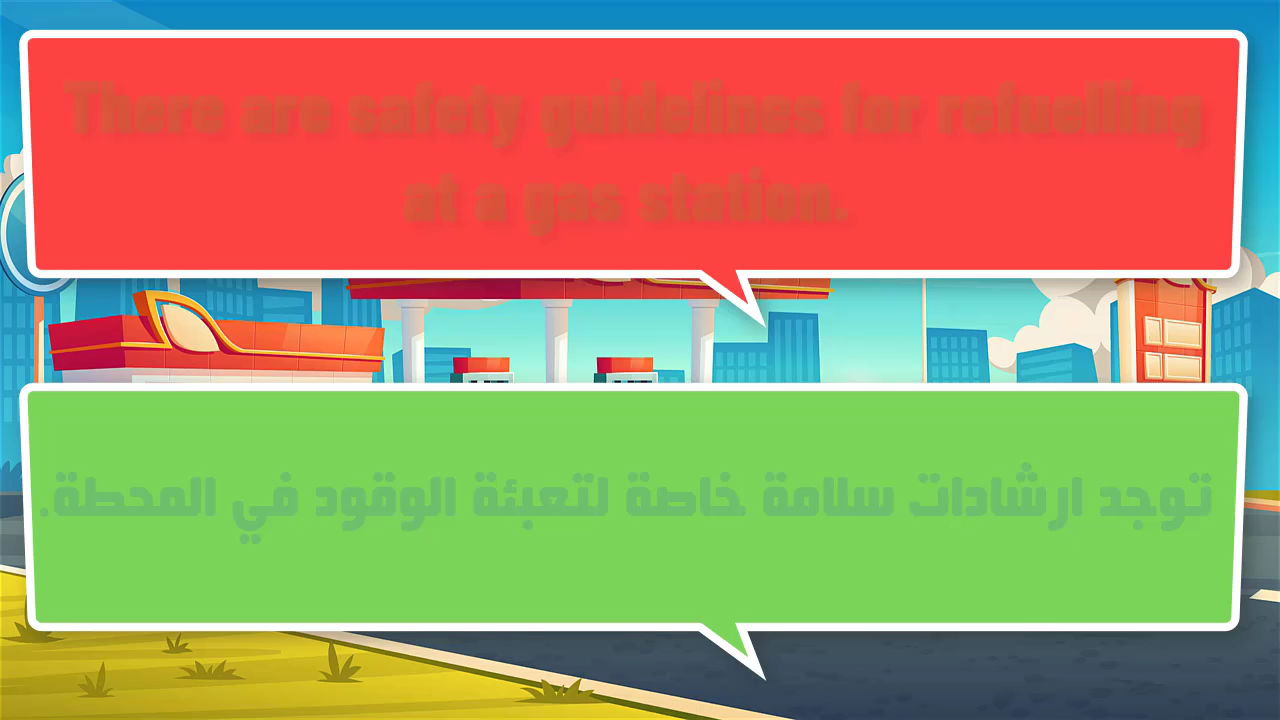 There are safety guidelines for refuelling
at a gas station.
توجد ارشادات سلامة خاصة لتعبئة الوقود في المحطة.